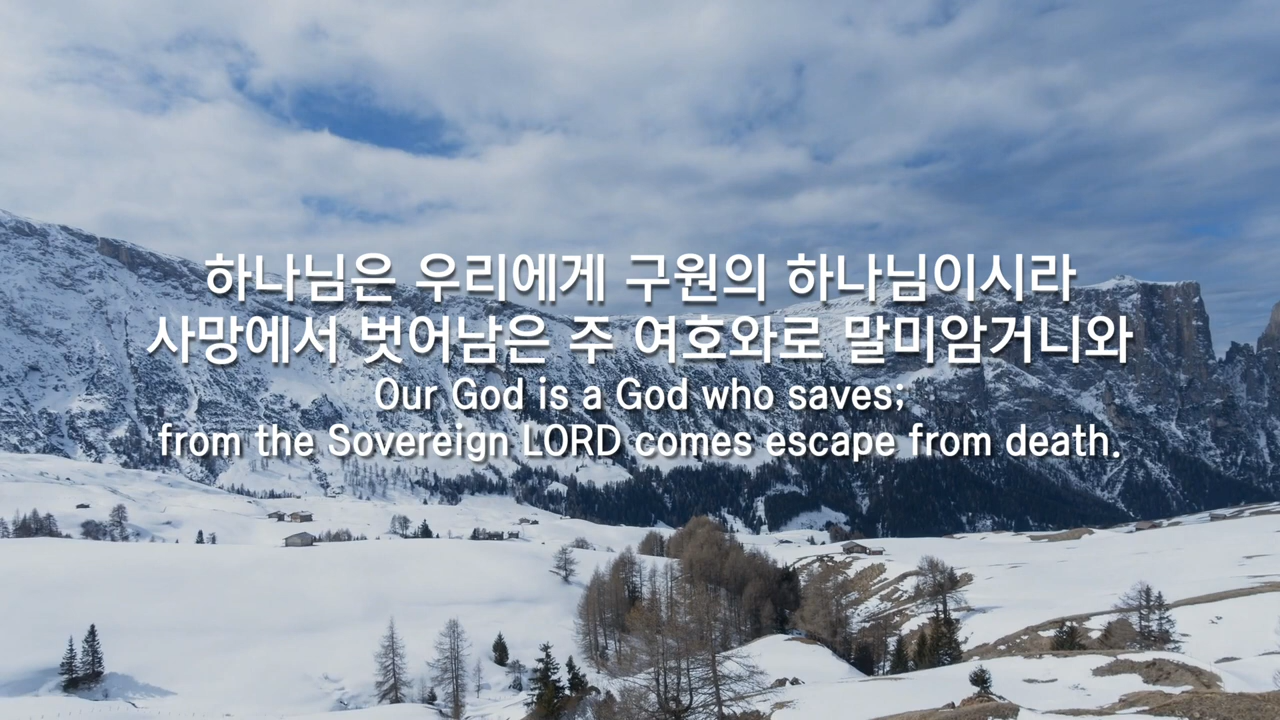 하나님은 우리에게 구원의 하나님이시라
사망에서 벗어남은 주 여호와로 말미암거니와
Our God is a God who saves;
from the Sovereign LORD comes escape from death.